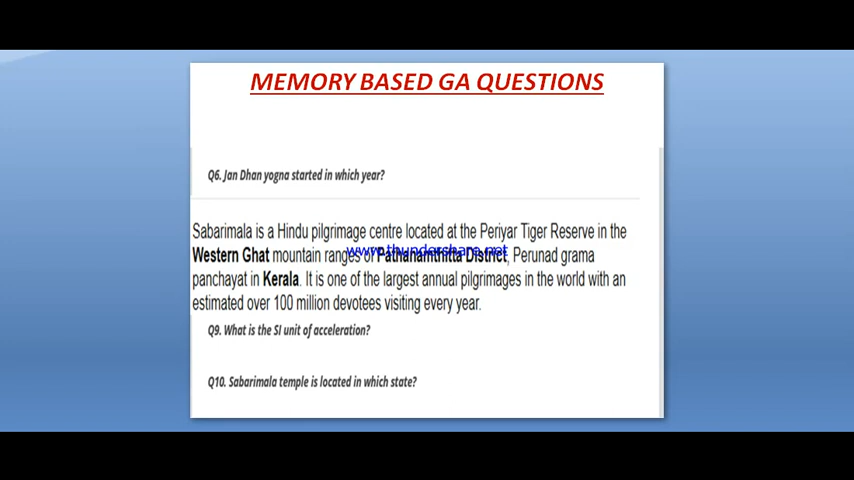 MEMORY BASED GA QUESTIONS
Q6. Jan Dhan yogna started in which year?
Sabarimala is a Hindu pilgrimage centre located at the Periyar Tiger Reserve in the
Western Ghat mountain ranges of Pathanamthitta District, Perunad grama
www.thundershare.net
panchayat in Kerala. It is one of the largest annual pilgrimages in the world with an
estimated over 100 million devotees visiting every year.
Q9. What is the SI unit of acceleration?
Q10. Sabarimala temple is located in which state?